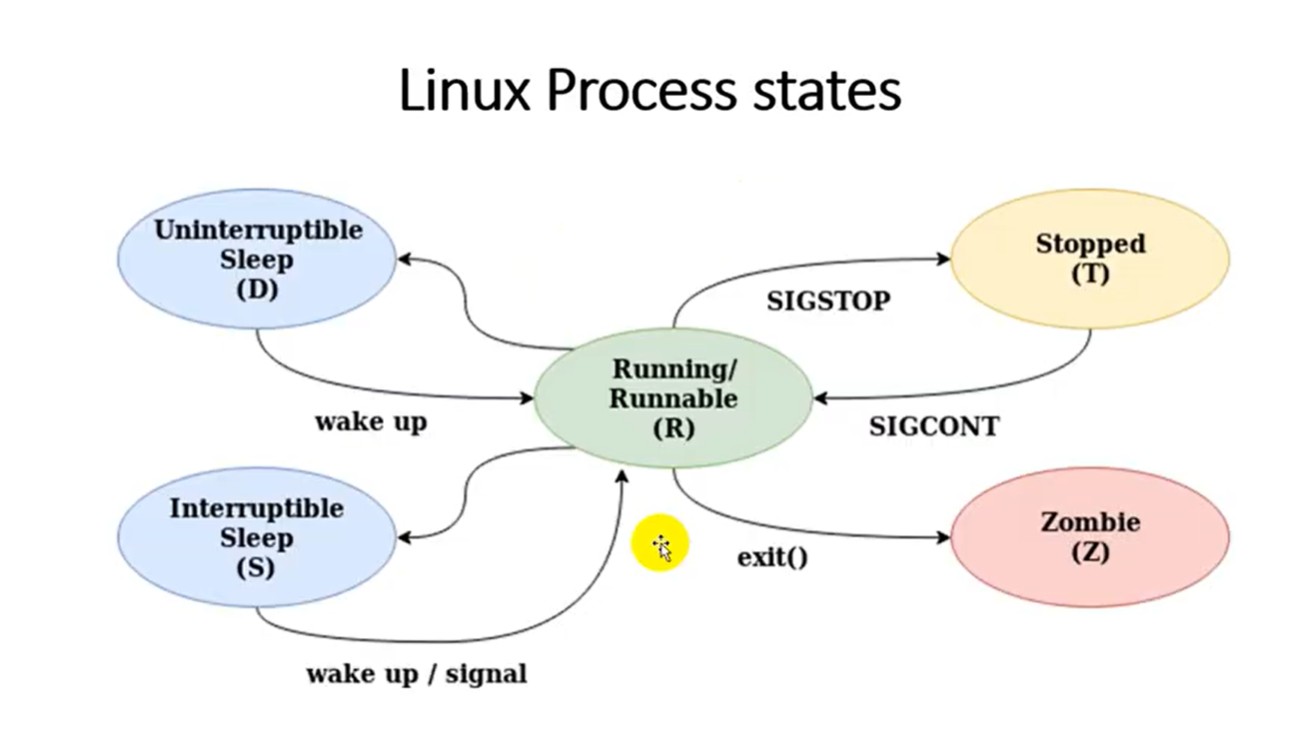 Linux Process states
Uninterruptible
Sleep
(D)
Stopped
(T)
SIGSTOP
Running/
Runnable
(R)
wake up
SIGCONT
Interruptible
Sleep
(S)
Zombie
(Z)
exit()
wake up / signal